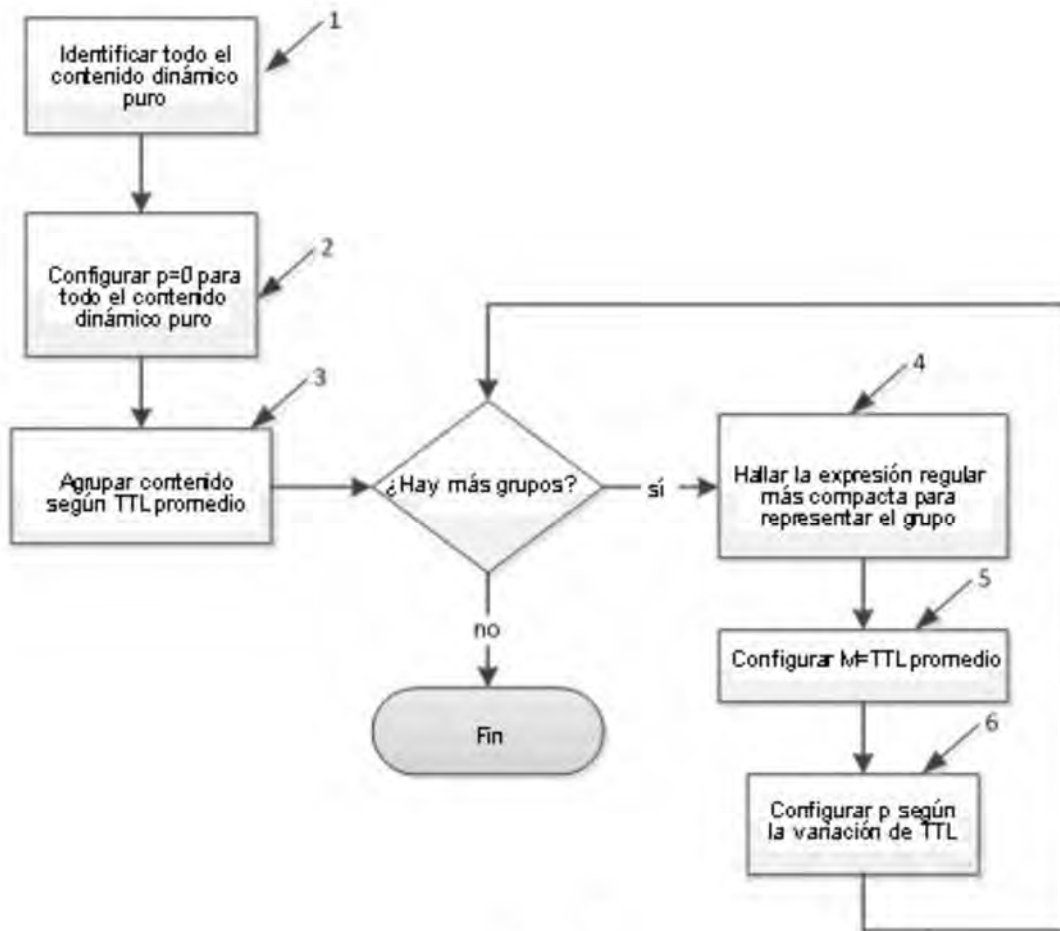 1
Identificar todo el
contenido dinámico
puro
2
Configurar p=0 para
todo el contenido
dinámico puro
3
Agrupar contenido
según TTL promedio
¿Hay más grupos?
sí
no
Fin
4
Hallar la expresión regular
más compacta para
representar el grupo
5
Configurar M=TTL promedio
6
Configurar p según
la variación de TTL